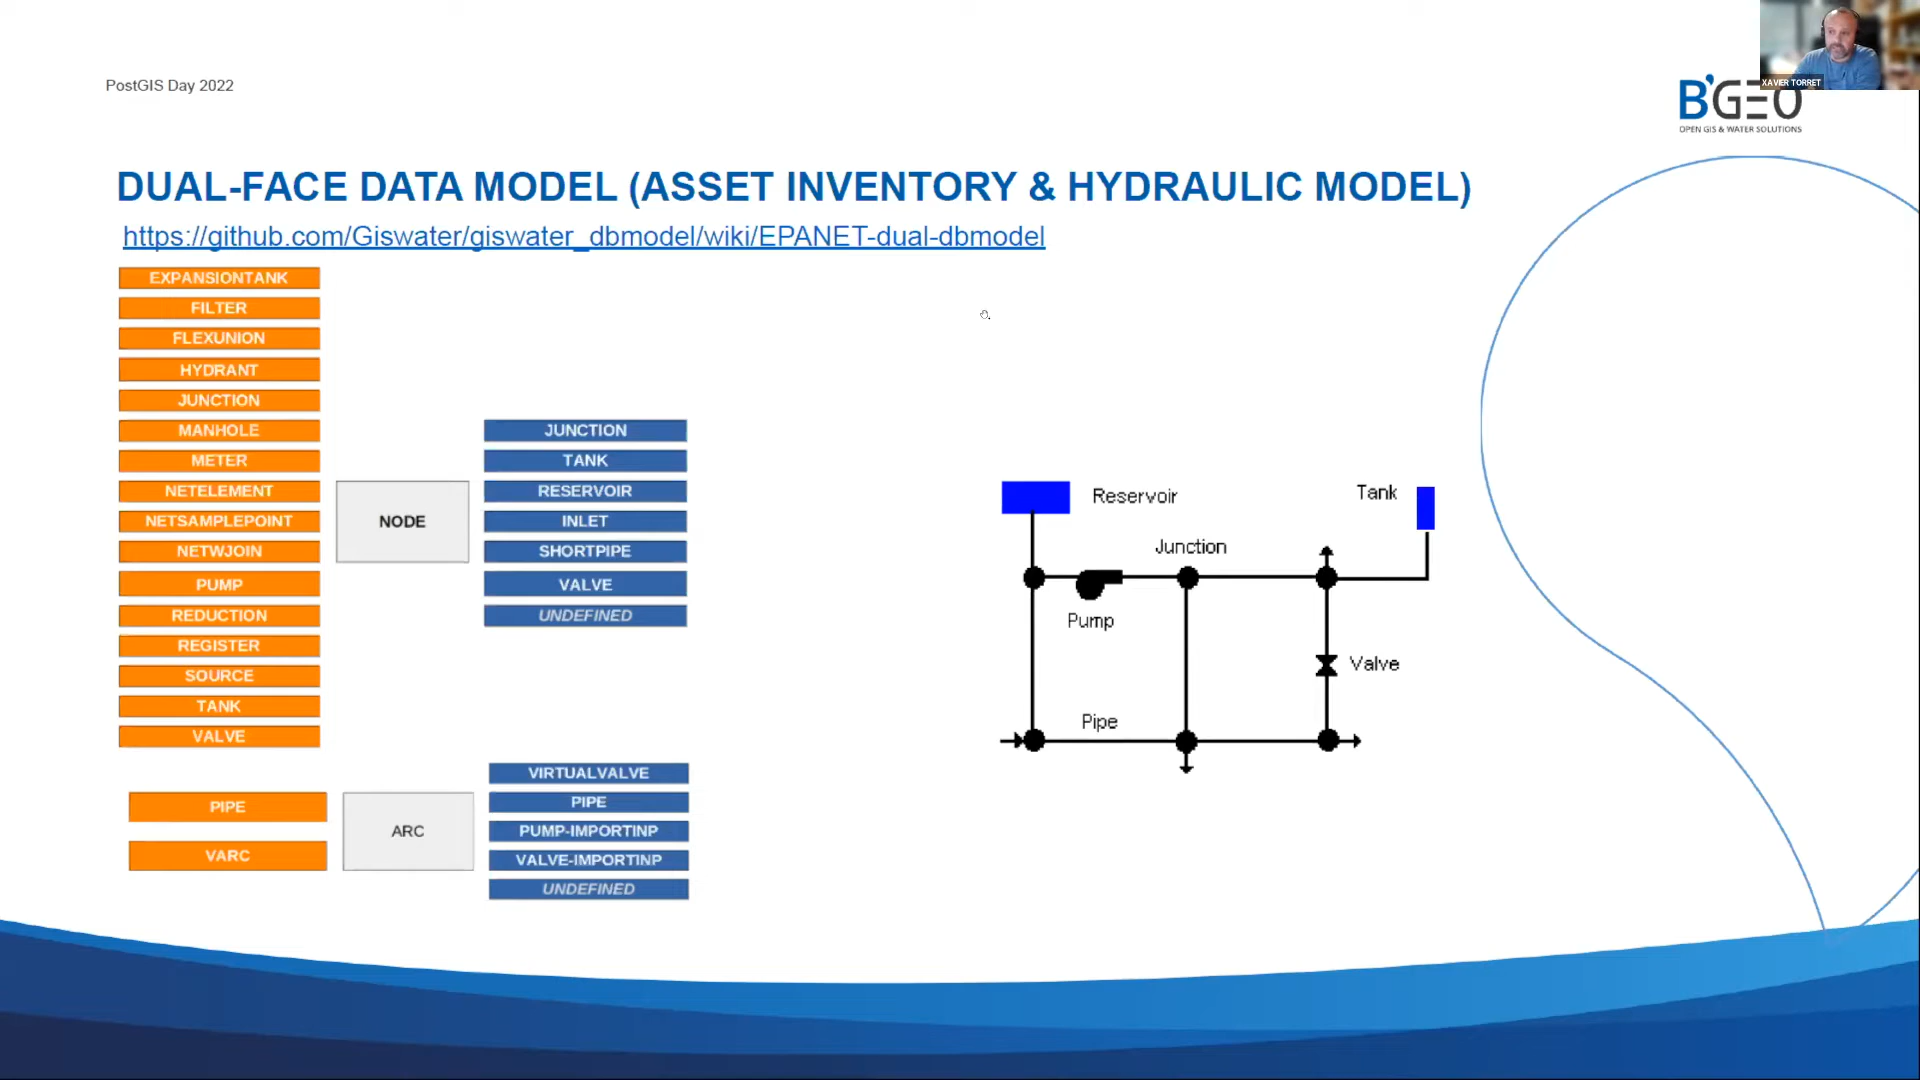 PostGIS Day 2022
XAVIER TORRET
B'GEO
OPEN GIS & WATER SOLUTIONS
DUAL-FACE DATA MODEL (ASSET INVENTORY & HYDRAULIC MODEL)
https://github.com/Giswater/giswater_dbmodel/wiki/EPANET-dual-dbmodel
EXPANSIONTANK
FILTER
FLEXUNION
HYDRANT
JUNCTION
MANHOLE
METER
NETELEMENT
NETSAMPLEPOINT
NETWJOIN
PUMP
REDUCTION
REGISTER
SOURCE
TANK
VALVE
NODE
JUNCTION
TANK
RESERVOIR
INLET
SHORTPIPE
VALVE
UNDEFINED
PIPE
VARC
ARC
VIRTUALVALVE
PIPE
PUMP-IMPORTINP
VALVE-IMPORTINP
UNDEFINED
Reservoir
Tank
Junction
Pump
Valve
Pipe